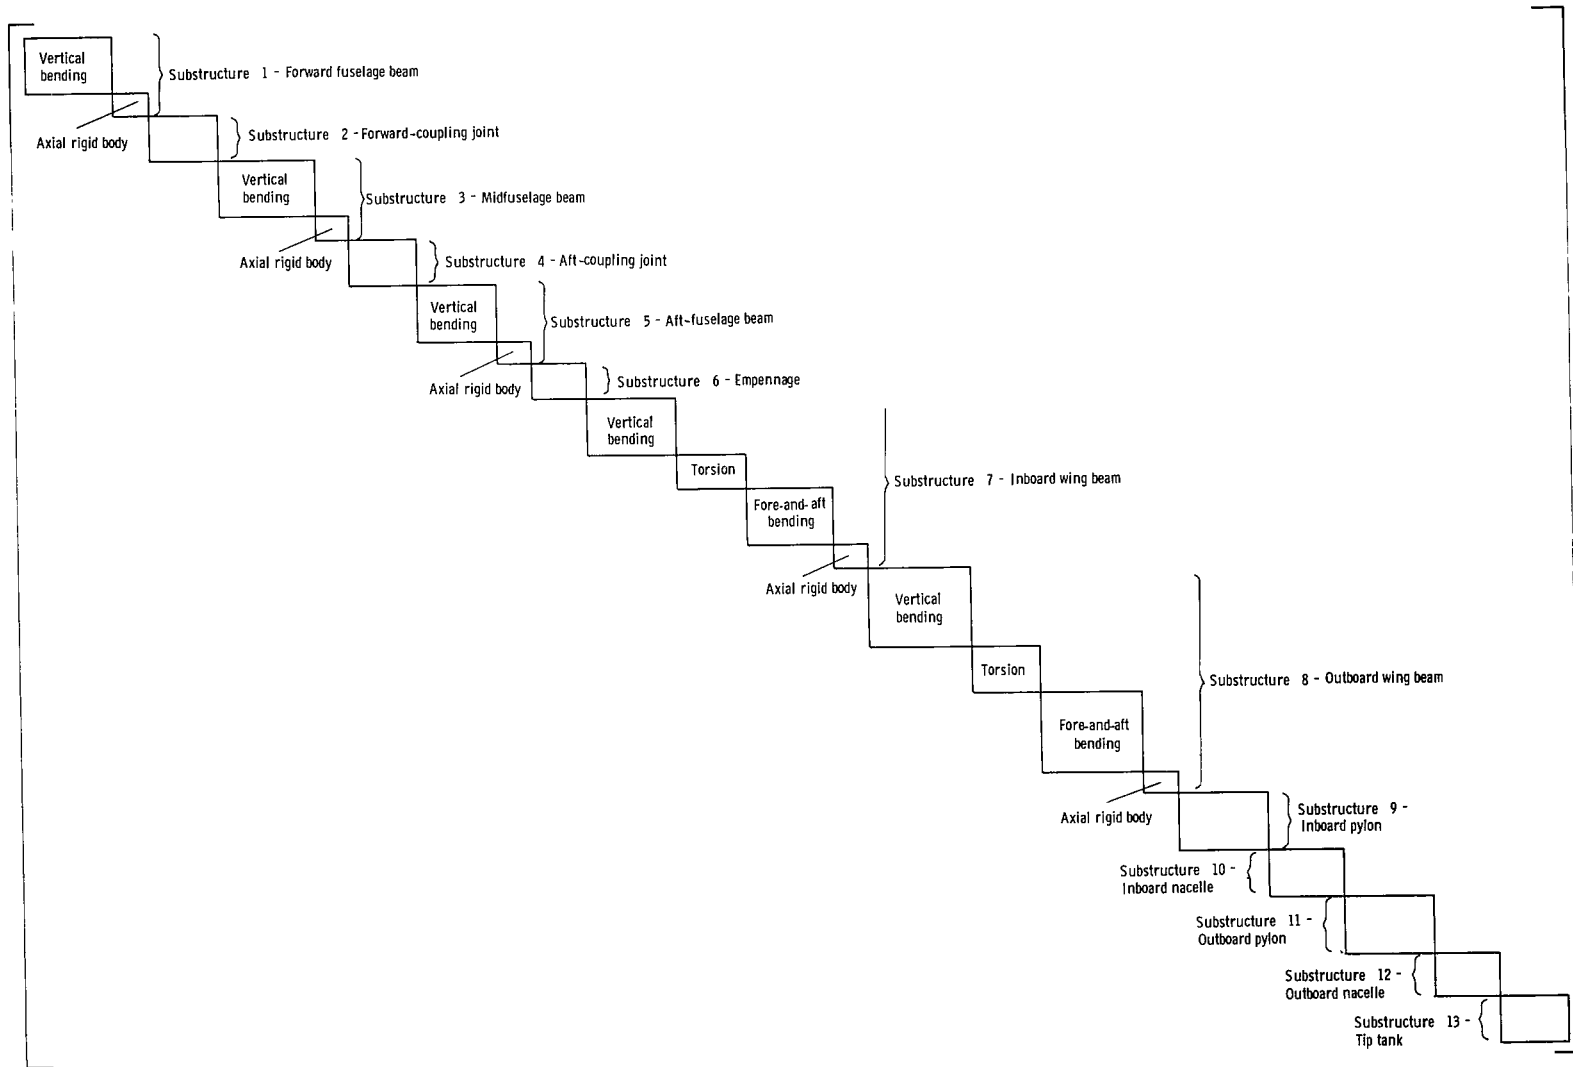 Vertical
bending
Substructure 1 - Forward fuselage beam
Axial rigid body
Substructure 2 - Forward-coupling joint
Vertical
bending
Substructure 3 - Midfuselage beam
Axial rigid body
Substructure 4 - Aft-coupling joint
Vertical
bending
Substructure 5 - Aft-fuselage beam
Axial rigid body
Substructure 6 - Empennage
Vertical
bending
Torsion
Substructure 7 - Inboard wing beam
Fore-and-aft
bending
Axial rigid body
Vertical
bending
Torsion
Substructure 8 - Outboard wing beam
Fore-and-aft
bending
Axial rigid body
Substructure 9 -
Inboard pylon
Substructure 10 -
Inboard nacelle
Substructure 11 -
Outboard pylon
Substructure 12 -
Outboard nacelle
Substructure 13 -
Tip tank